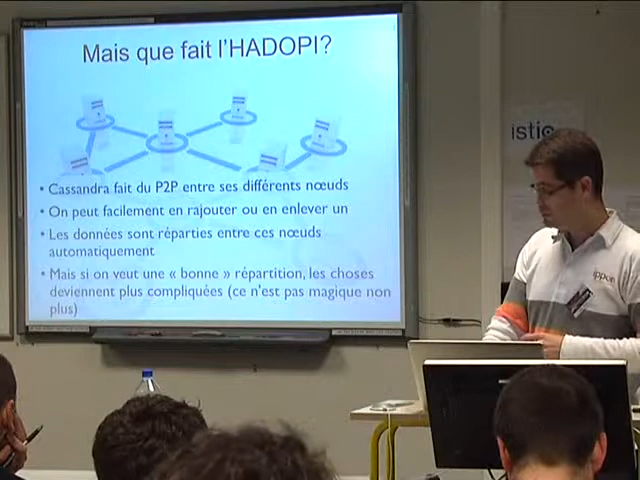 Mais que fait l'HADOPI?
• Cassandra fait du P2P entre ses différents nœuds
• On peut facilement en rajouter ou en enlever un
• Les données sont réparties entre ces nœuds
automatiquement
• Mais si on veut une « bonne » répartition, les choses
deviennent plus compliquées (ce n'est pas magique non
plus)
istic
ippon